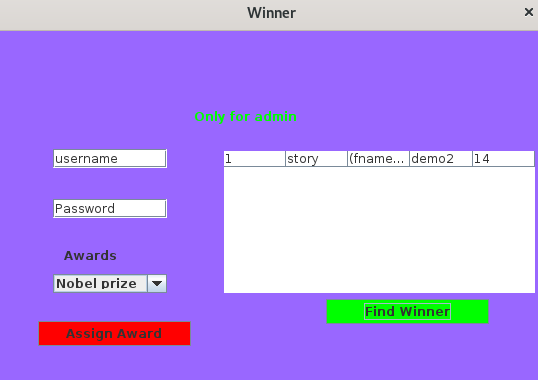 Winner
Only for admin
username
1 story (fname... demo2 14
Password
Awards
Nobel prize
Find Winner
Assign Award